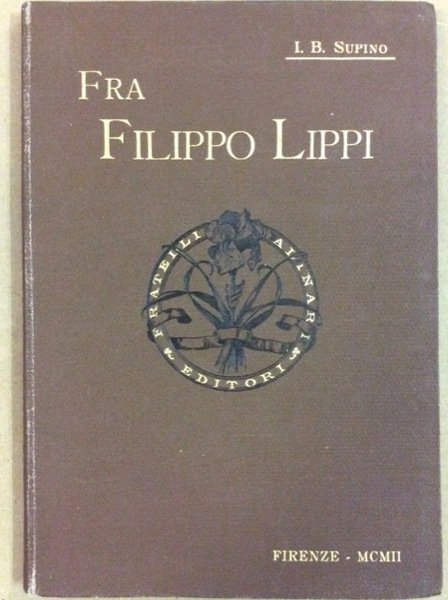 I. B. SUPINO
FRA
FILIPPO LIPPI
FRATELLI ALINARI
EDITORI
FIRENZE - MCMII